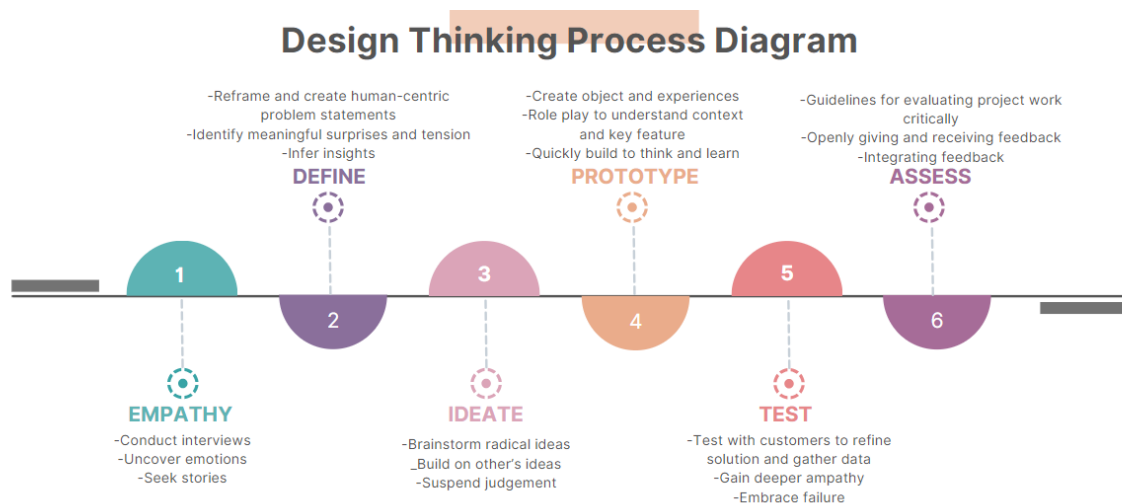 Design Thinking Process Diagram
-Reframe and create human-centric
problem statements
-Identify meaningful surprises and tension
-Infer insights
DEFINE
-Create object and experiences
-Role play to understand context
and key feature
-Quickly build to think and learn
PROTOTYPE
-Guidelines for evaluating project work
critically
-Openly giving and receiving feedback
-Integrating feedback
ASSESS
1
2
3
4
5
6
EMPATHY
-Conduct interviews
-Uncover emotions
-Seek stories
IDEATE
-Brainstorm radical ideas
_Build on other's ideas
-Suspend judgement
TEST
-Test with customers to refine
solution and gather data
-Gain deeper ampathy
-Embrace failure